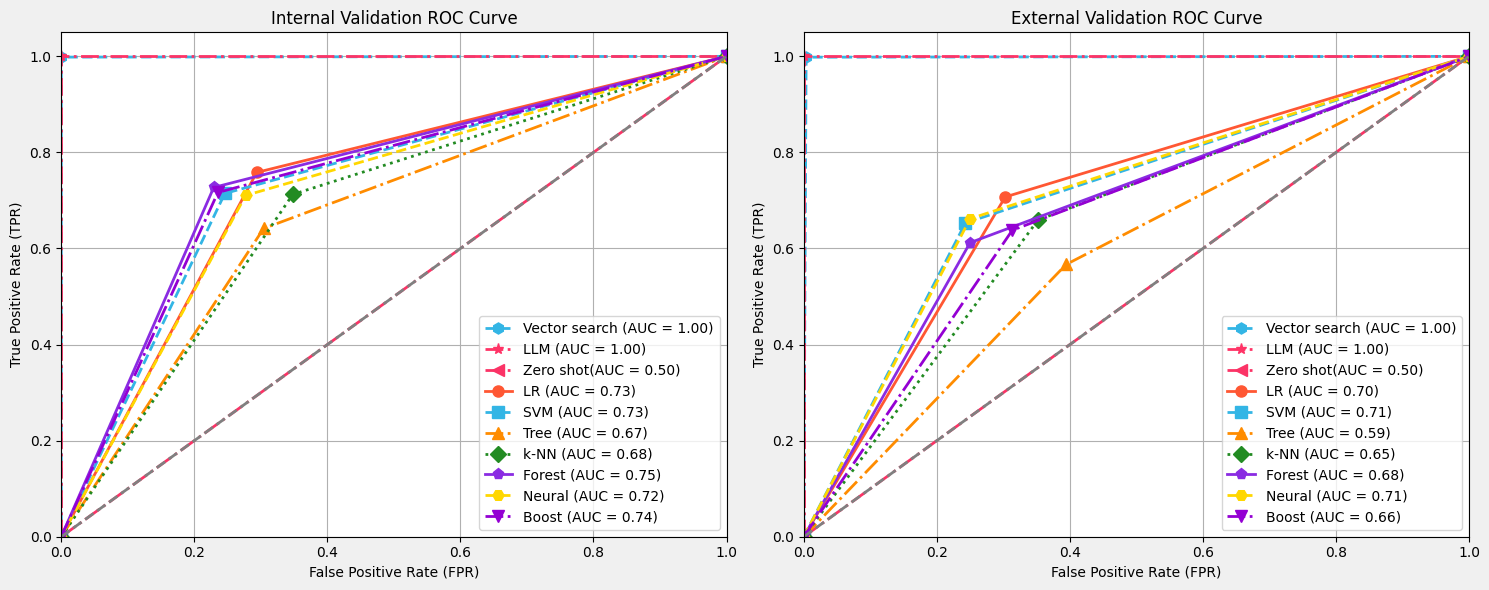 Internal Validation ROC Curve
True Positive Rate (TPR)
1.0
0.8
0.6
0.4
0.2
0.0
Vector search (AUC = 1.00)
LLM (AUC = 1.00)
Zero shot(AUC = 0.50)
LR (AUC = 0.73)
SVM (AUC = 0.73)
Tree (AUC = 0.67)
k-NN (AUC = 0.68)
Forest (AUC = 0.75)
Neural (AUC = 0.72)
Boost (AUC = 0.74)
0.0 0.2 0.4 0.6 0.8 1.0
False Positive Rate (FPR)
External Validation ROC Curve
True Positive Rate (TPR)
1.0
0.8
0.6
0.4
0.2
0.0
Vector search (AUC = 1.00)
LLM (AUC = 1.00)
Zero shot(AUC = 0.50)
LR (AUC = 0.70)
SVM (AUC = 0.71)
Tree (AUC = 0.59)
k-NN (AUC = 0.65)
Forest (AUC = 0.68)
Neural (AUC = 0.71)
Boost (AUC = 0.66)
0.0 0.2 0.4 0.6 0.8 1.0
False Positive Rate (FPR)